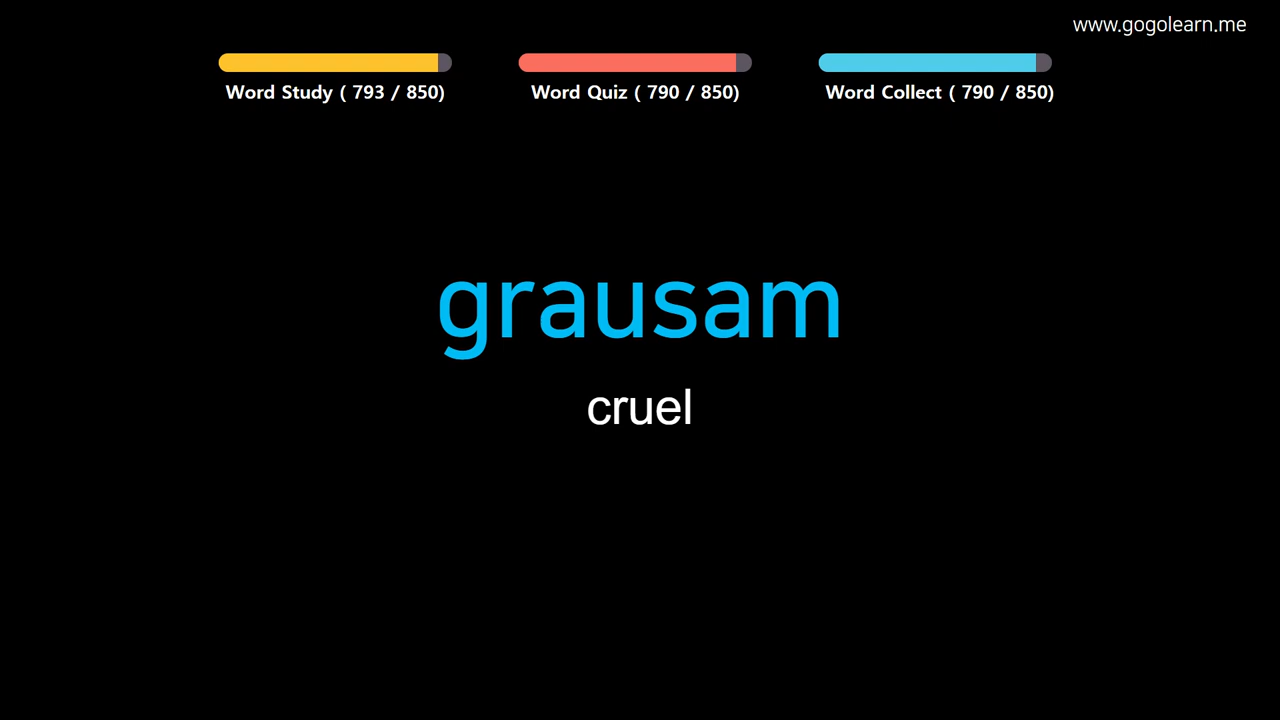 www.gogolearn.me
Word Study ( 793 / 850)
Word Quiz ( 790 / 850)
Word Collect ( 790 / 850)
grausam
cruel